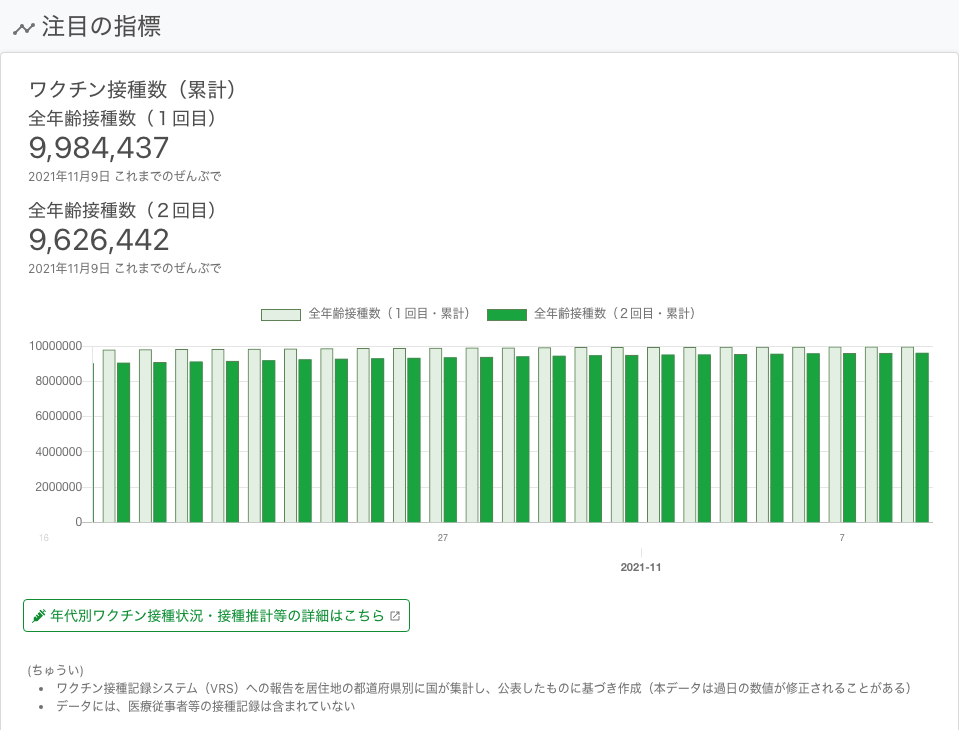 注目の指標
ワクチン接種数（累計）
全年齢接種数（１回目）
9,984,437
2021年11月9日 これまでのぜんぶで
全年齢接種数（２回目）
9,626,442
2021年11月9日 これまでのぜんぶで
全年齢接種数（１回目・累計） 全年齢接種数（２回目・累計）
10000000
8000000
6000000
4000000
2000000
0
16 27 7
2021-11
年代別ワクチン接種状況・接種推計等の詳細はこちら
(ちゅうい)
• ワクチン接種記録システム（VRS）への報告を居住地の都道府県別に国が集計し、公表したものに基づき作成（本データは過日の数値が修正されることがある）
• データには、医療従事者等の接種記録は含まれていない